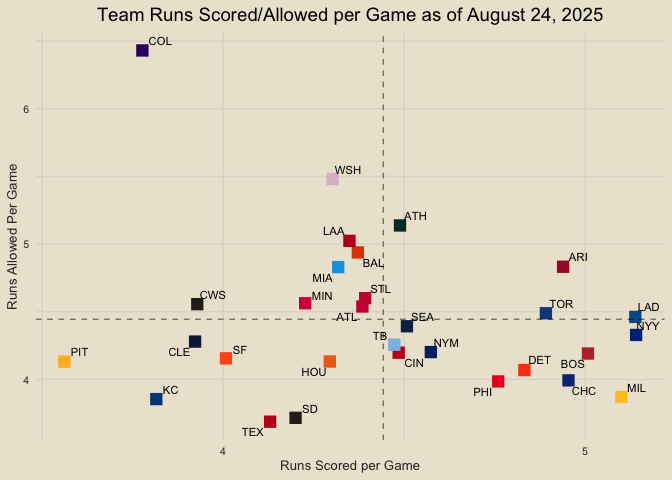 Team Runs Scored/Allowed per Game as of August 24, 2025
COL
6
WSH
ATH
LAA
BAL
ARI
5
MIA
STL
CWS
MIN
ATL
SEA
TOR
LAD
NYY
TB
PIT
CLE
SF
HOU
CIN
NYM
DET
BOS
4
KC
PHI
CHC
MIL
SD
TEX
4
5
Runs Allowed Per Game
Runs Scored per Game